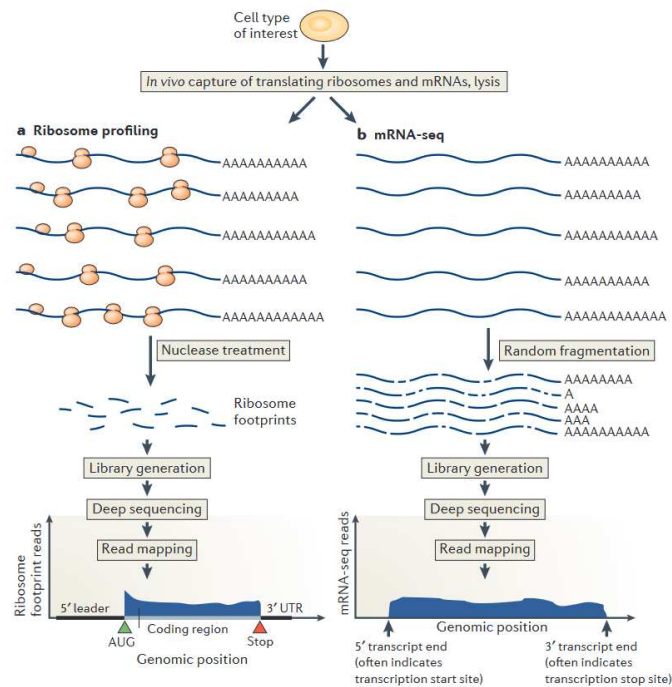 Cell type
of interest
In vivo capture of translating ribosomes and mRNAs, lysis
a Ribosome profiling
AAAAAAAAAA
AAAAAAAAA
AAAAAAAAAAA
AAAAAAAAAA
AAAAAAAAAAAA
Nuclease treatment
Ribosome
footprints
Library generation
Deep sequencing
Read mapping
Ribosome
footprint reads
5′ leader
3′ UTR
AUG
Coding region
Stop
Genomic position
b mRNA-seq
AAAAAAAAAA
AAAAAAAAA
AAAAAAAAAAA
AAAAAAAAAA
AAAAAAAAAAAA
Random fragmentation
AAAAAAAA
A
AAAA
AAA
AAAAAAAAAA
Library generation
Deep sequencing
Read mapping
mRNA-seq reads
Genomic position
5′ transcript end
(often indicates
transcription start site)
3′ transcript end
(often indicates
transcript stop site)